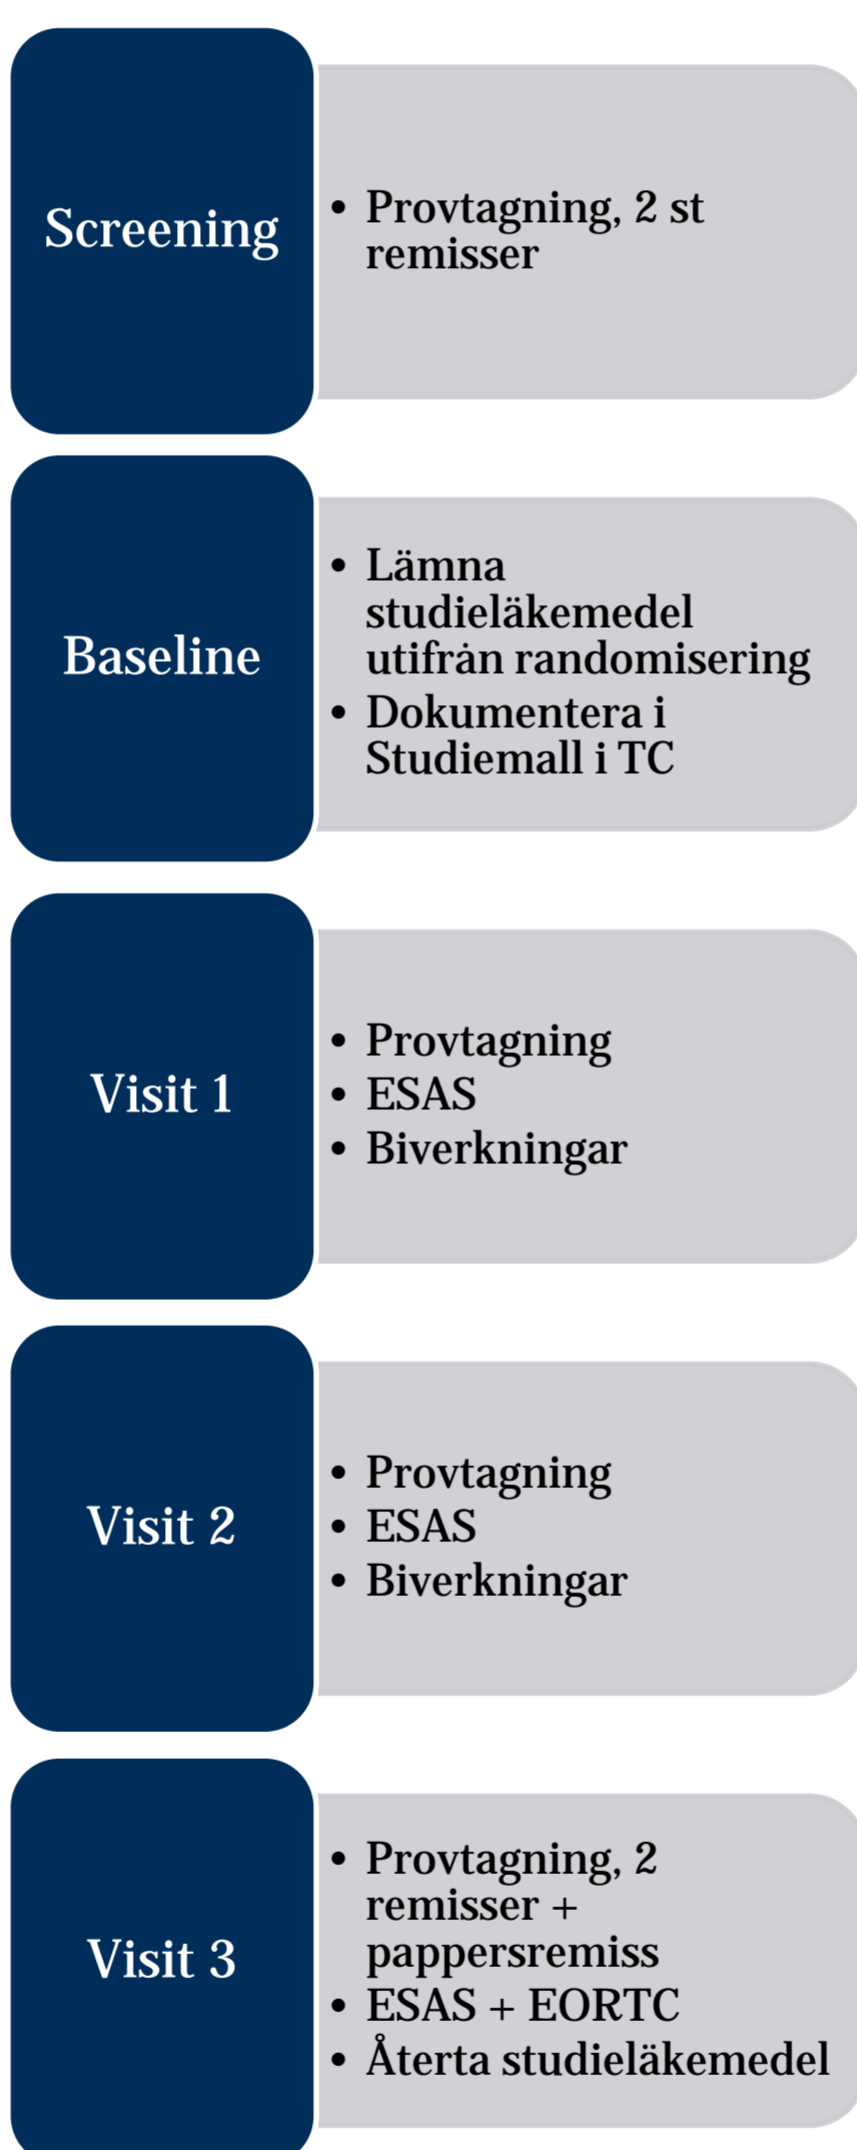 Screening
• Provtagning, 2 st
remisser
Baseline
• Lämna
studieläkemedel
utifrån randomisering
• Dokumentera i
Studiemall i TC
Visit 1
• Provtagning
• ESAS
• Biverkningar
Visit 2
• Provtagning
• ESAS
• Biverkningar
Visit 3
• Provtagning, 2
remisser +
pappersremiss
• ESAS + EORTC
• Återta studieläkemedel